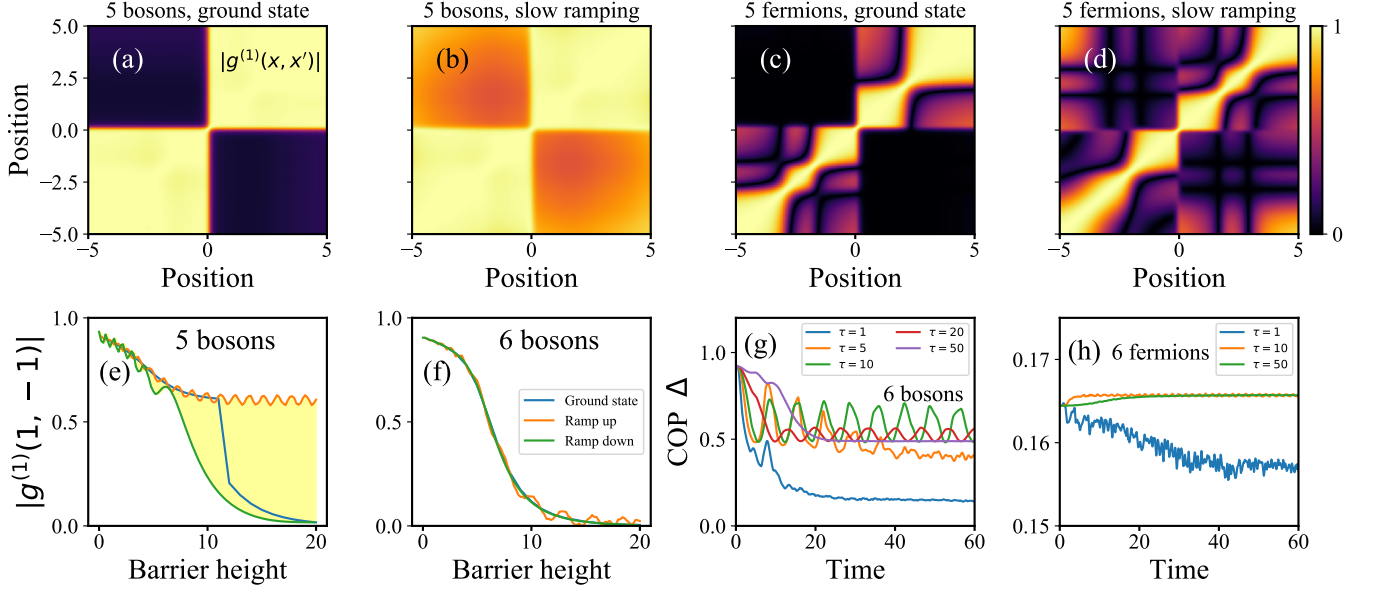 5 bosons, ground state
5 bosons, slow ramping
5 fermions, ground state
5 fermions, slow ramping
(a)
|g⁽¹⁾(x, x′)|
(b)
(c)
(d)
5.0
2.5
0.0
−2.5
−5.0
Position
−5 0 5
Position
−5 0 5
Position
−5 0 5
Position
−5 0 5
Position
1
0
(e)
5 bosons
|g⁽¹⁾(1, −1)|
1.0
0.5
0.0
0 10 20
Barrier height
(f)
6 bosons
Ground state
Ramp up
Ramp down
1.0
0.5
0.0
0 10 20
Barrier height
(g)
τ = 1
τ = 5
τ = 10
τ = 20
τ = 50
6 bosons
COP Δ
1.0
0.5
0.0
0 20 40 60
Time
(h)
6 fermions
τ = 1
τ = 10
τ = 50
0.17
0.16
0.15
0 20 40 60
Time